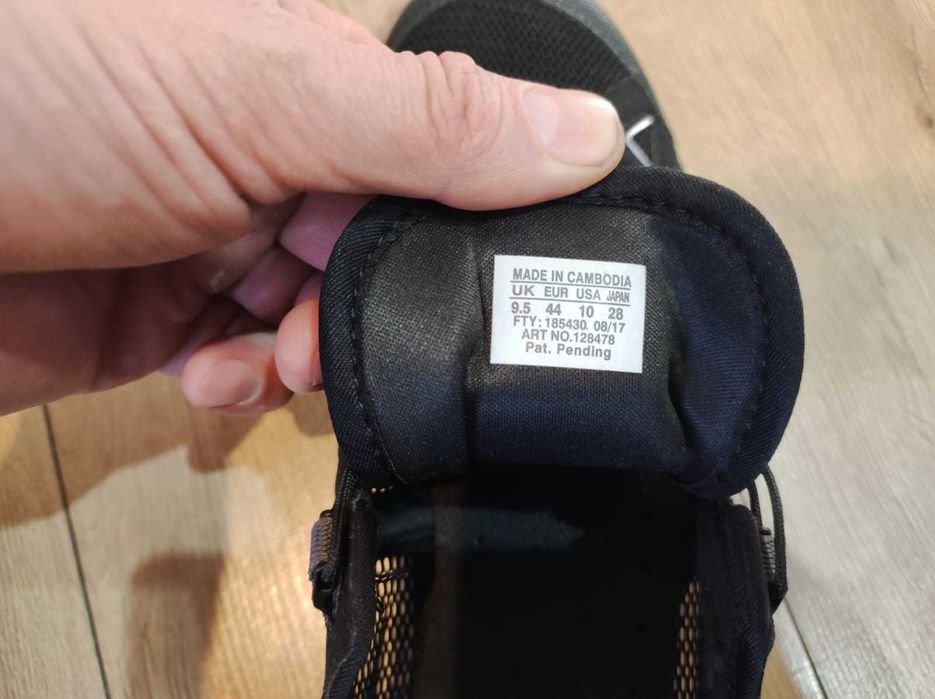 MADE IN CAMBODIA
UK EUR USA JAPAN
9.5 44 10 28
FTY: 185430. 08/17
ART NO.128478
Pat. Pending